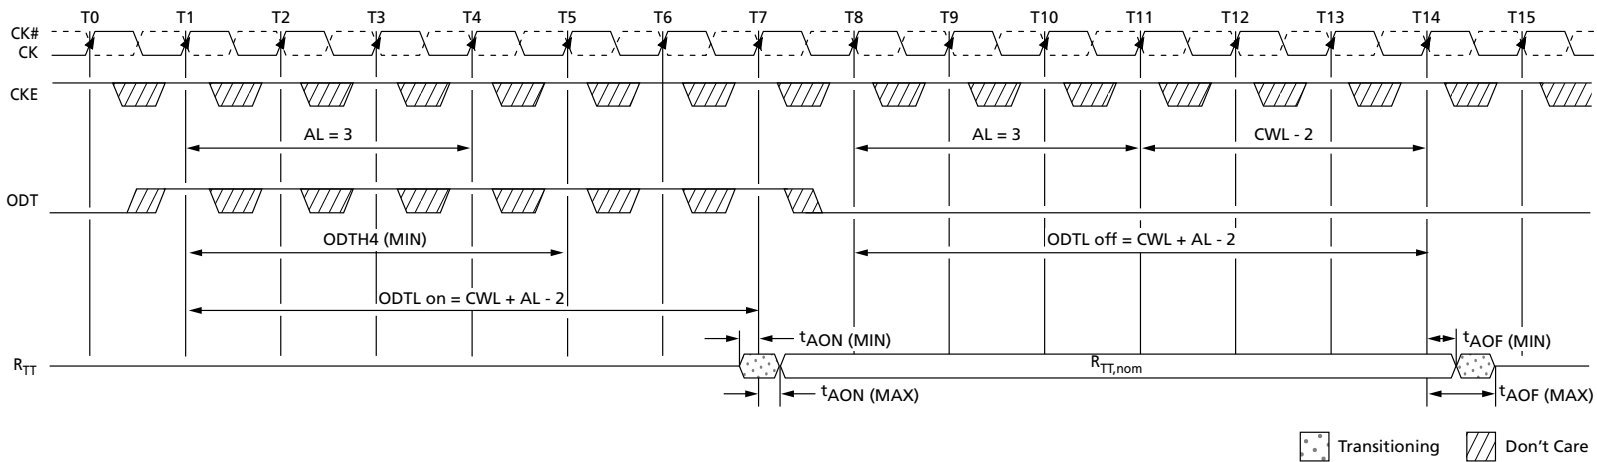 T0 T1 T2 T3 T4 T5 T6 T7 T8 T9 T10 T11 T12 T13 T14 T15
CK#
CK
CKE
AL = 3 AL = 3 CWL - 2
ODT
ODTH4 (MIN) ODTL off = CWL + AL - 2
ODTL on = CWL + AL - 2
tAON (MIN) tAOF (MIN)
RTT RTT,nom
tAON (MAX) tAOF (MAX)
Transitioning Don't Care